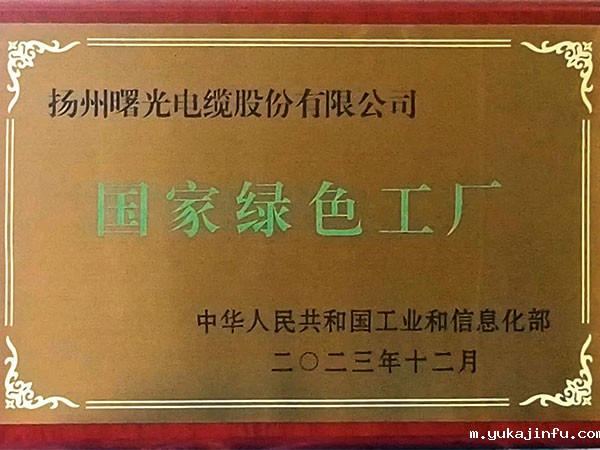 扬州曙光电缆股份有限公司
国家绿色工厂
中华人民共和国工业和信息化部
二〇二三年十二月
m.yukajinfu.com